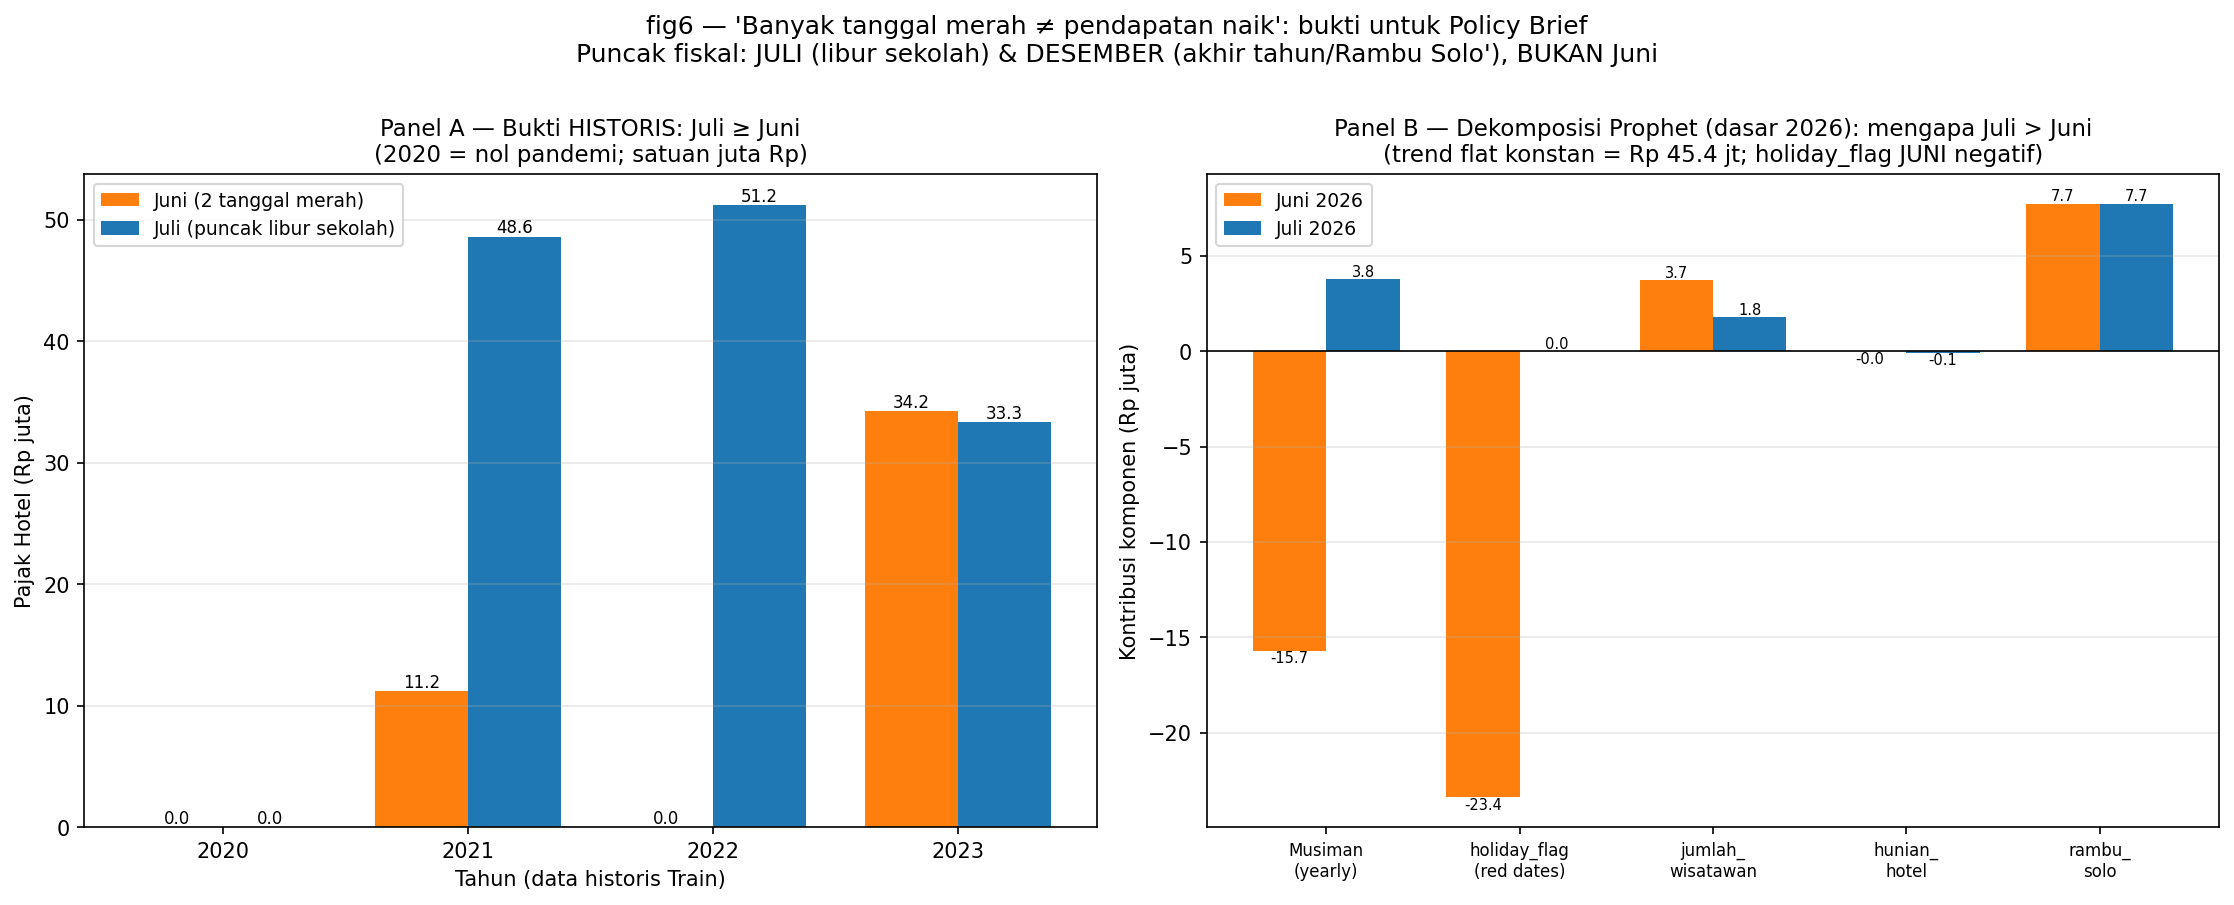 fig6 — 'Banyak tanggal merah ≠ pendapatan naik': bukti untuk Policy Brief
Puncak fiskal: JULI (libur sekolah) & DESEMBER (akhir tahun/Rambu Solo'), BUKAN Juni
Panel A — Bukti HISTORIS: Juli ≥ Juni
(2020 = nol pandemi; satuan juta Rp)
Juni (2 tanggal merah)
Juli (puncak libur sekolah)
Pajak Hotel (Rp juta)
50
40
30
20
10
0
0.0
0.0
11.2
48.6
0.0
51.2
34.2
33.3
2020
2021
2022
2023
Tahun (data historis Train)
Panel B — Dekomposisi Prophet (dasar 2026): mengapa Juli > Juni
(trend flat konstan = Rp 45.4 jt; holiday_flag JUNI negatif)
Juni 2026
Juli 2026
Kontribusi komponen (Rp juta)
5
0
−5
−10
−15
−20
-15.7
3.8
-23.4
0.0
3.7
1.8
-0.0
-0.1
7.7
7.7
Musiman
(yearly)
holiday_flag
(red dates)
jumlah_
wisatawan
hunian_
hotel
rambu_
solo